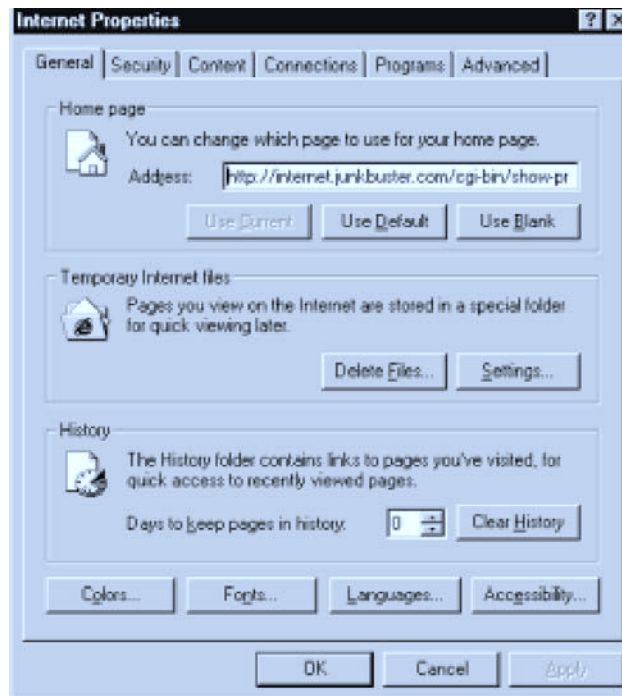 Internet Properties
General Security Content Connections Programs Advanced
Home page
You can change which page to use for your home page.
Address: http://internet.junkbuster.com/cgi-bin/show-pr
Use Current Use Default Use Blank
Temporary Internet files
Pages you view on the Internet are stored in a special folder
for quick viewing later.
Delete Files... Settings...
History
The History folder contains links to pages you've visited, for
quick access to recently viewed pages.
Days to keep pages in history: 0 Clear History
Colors... Fonts... Languages... Accessibility...
OK Cancel Apply